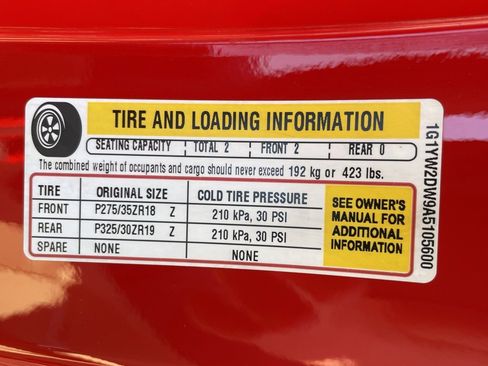 TIRE AND LOADING INFORMATION
SEATING CAPACITY TOTAL 2 FRONT 2 REAR 0
The combined weight of occupants and cargo should never exceed 192 kg or 423 lbs.
TIRE ORIGINAL SIZE COLD TIRE PRESSURE
FRONT P275/35ZR18 Z 210 kPa, 30 PSI
REAR P325/30ZR19 Z 210 kPa, 30 PSI
SPARE NONE NONE
SEE OWNER'S
MANUAL FOR
ADDITIONAL
INFORMATION
1G1YW2DW9A5105600